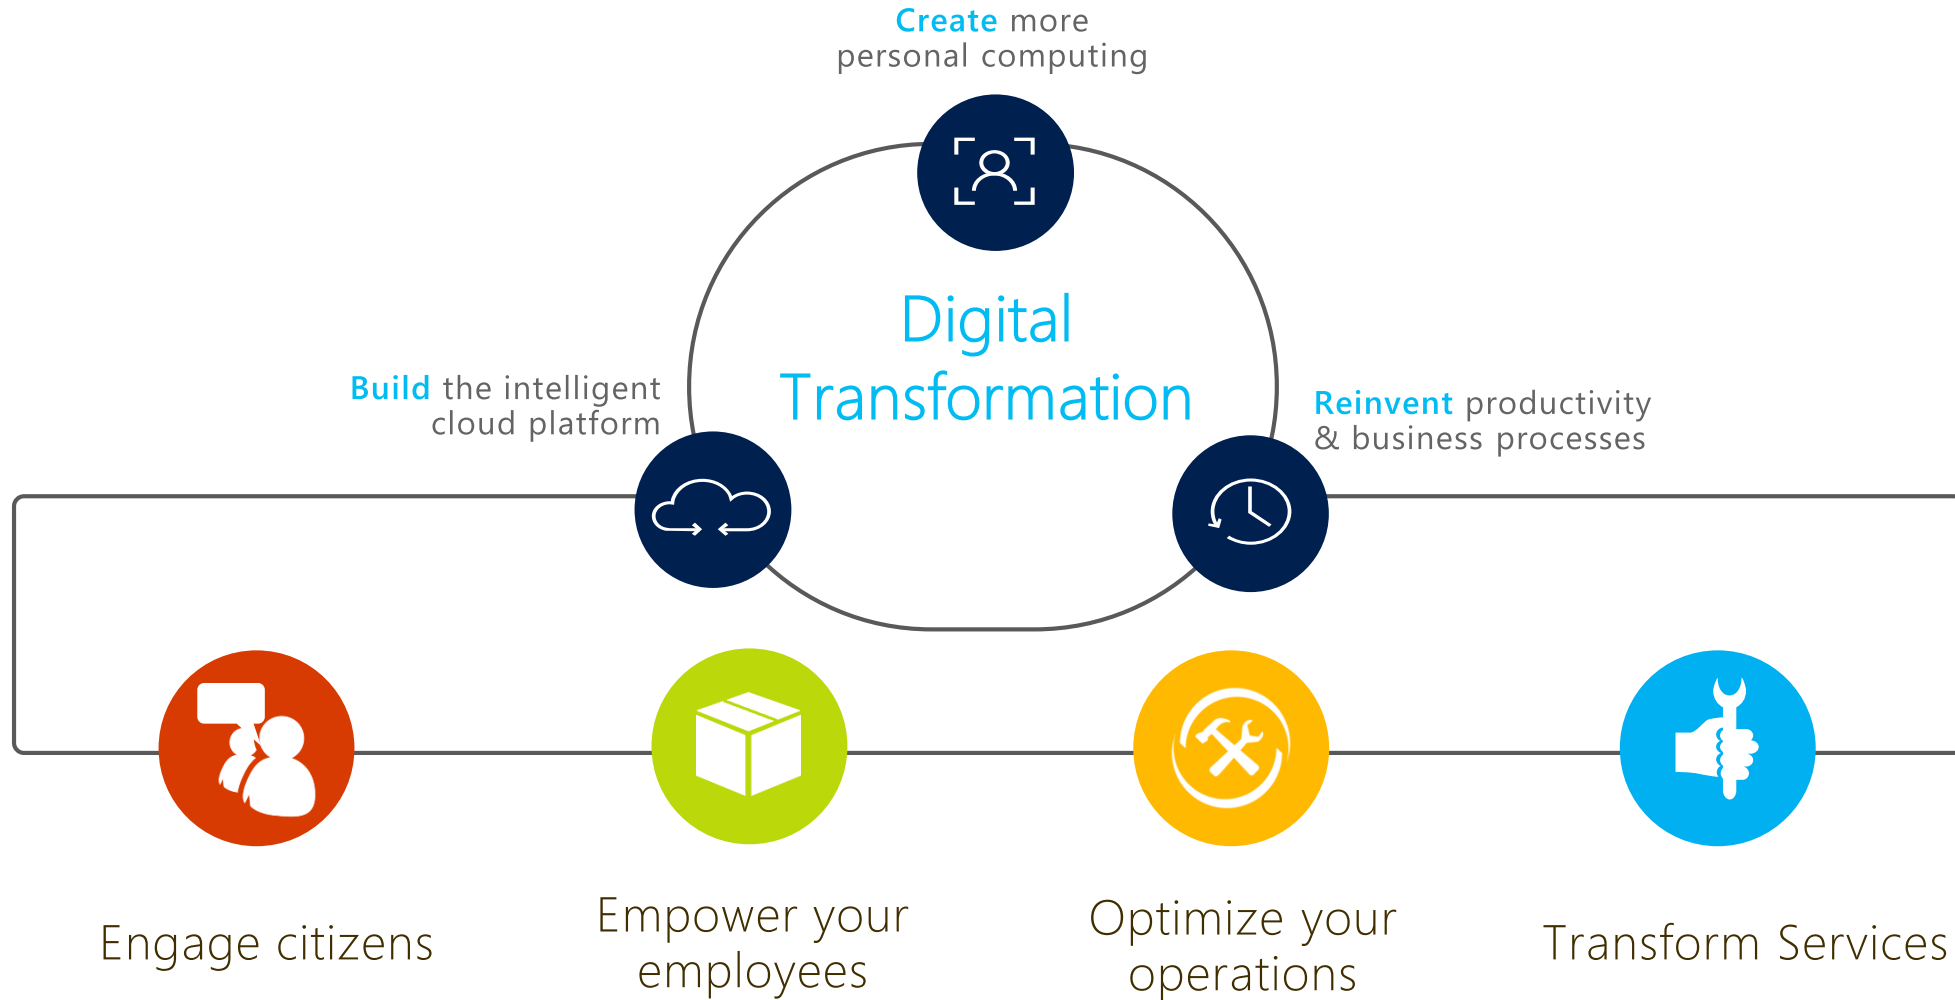 Create more
personal computing
Digital
Transformation
Build the intelligent
cloud platform
Reinvent productivity
& business processes
Engage citizens
Empower your
employees
Optimize your
operations
Transform Services